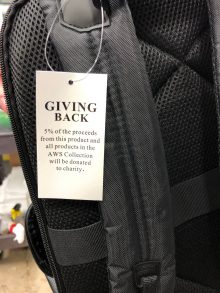 GIVING
BACK
5% of the proceeds
from this product and
all products in the
AWS Collection
will be donated
to charity.